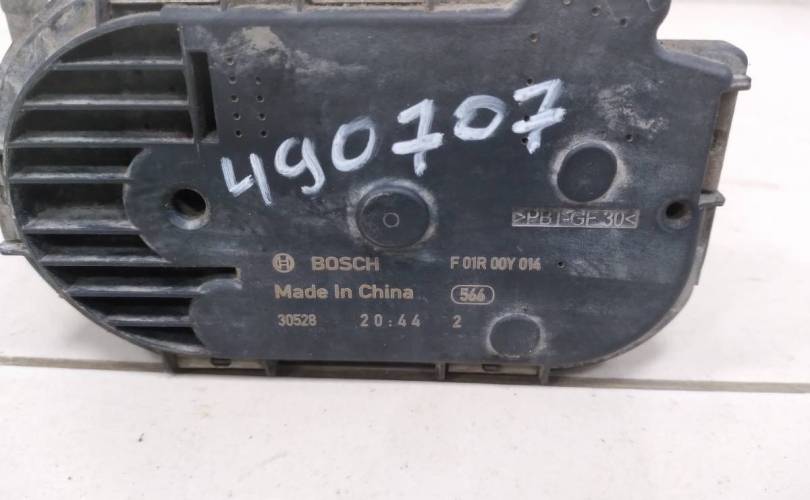 490707
>PBT-GF30<
BOSCH F 01R 00Y 014
Made in China 566
30528 20:44 2